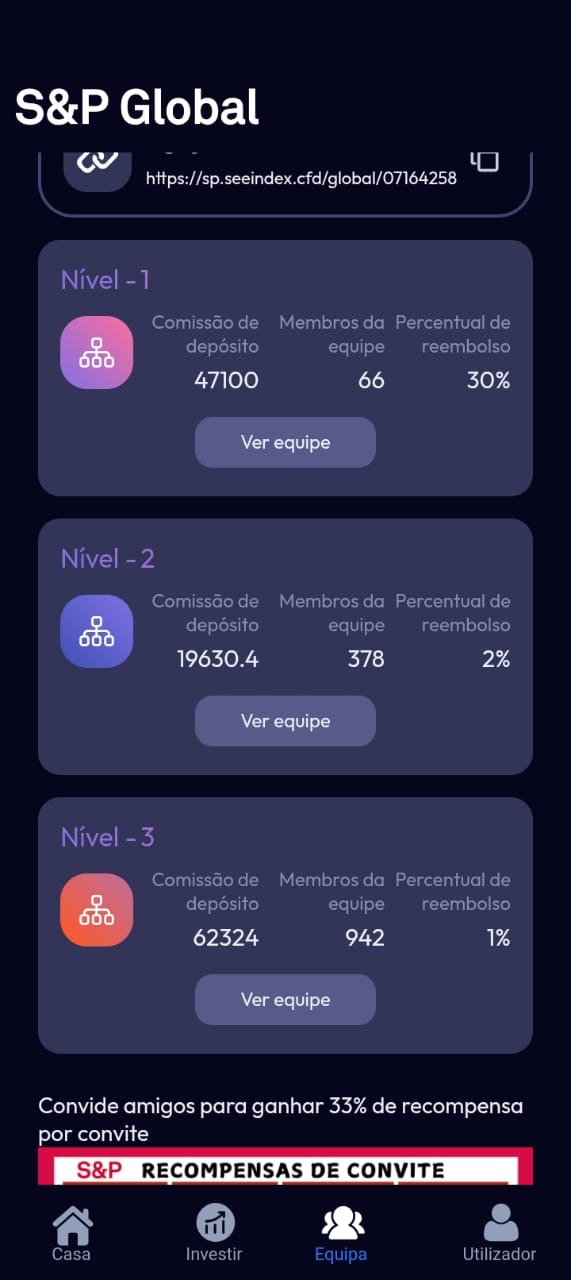 S&P Global
https://sp.seeindex.cfd/global/07164258
Nível - 1
Comissão de depósito
Membros da equipe
Percentual de reembolso
47100
66
30%
Ver equipe
Nível - 2
Comissão de depósito
Membros da equipe
Percentual de reembolso
19630.4
378
2%
Ver equipe
Nível - 3
Comissão de depósito
Membros da equipe
Percentual de reembolso
62324
942
1%
Ver equipe
Convide amigos para ganhar 33% de recompensa
por convite
S&P RECOMPENSAS DE CONVITE
Casa
Investir
Equipa
Utilizador